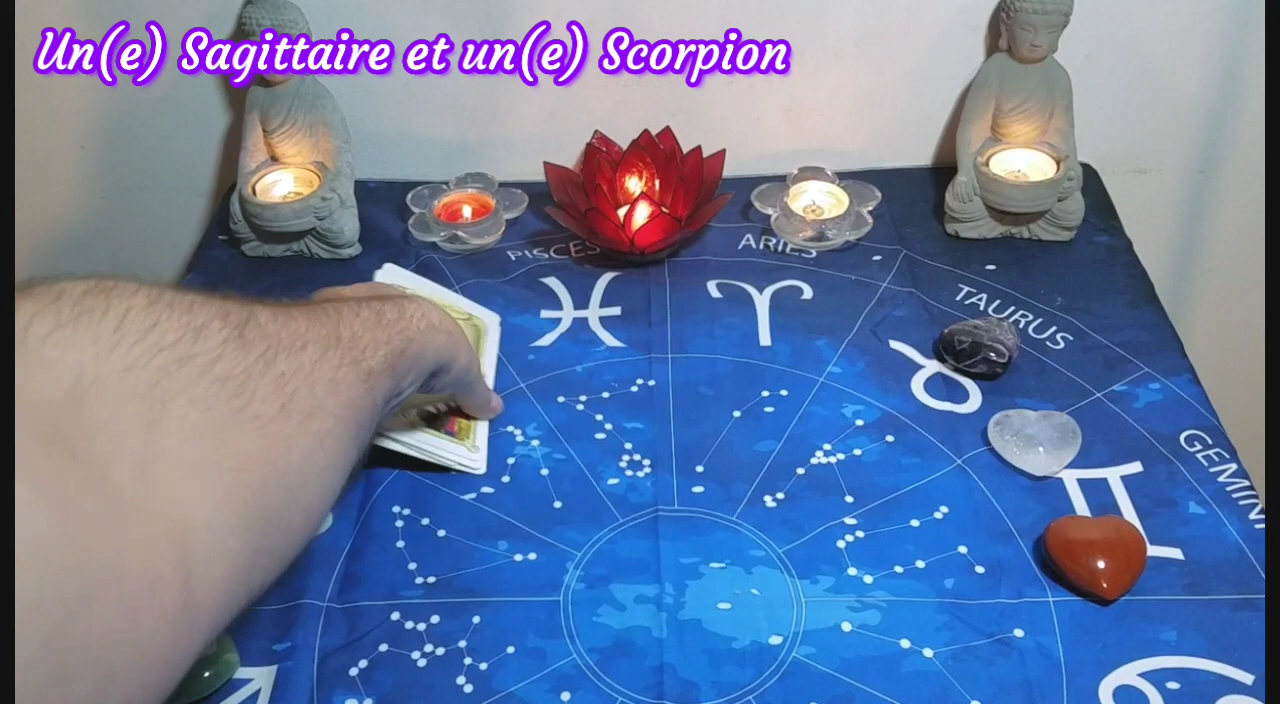 Un(e) Sagittaire et un(e) Scorpion
PISCES
ARIES
TAURUS
GEMINI